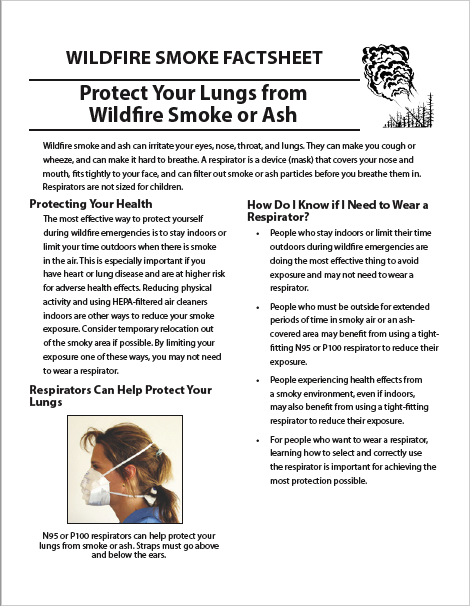 WILDFIRE SMOKE FACTSHEET
Protect Your Lungs from
Wildfire Smoke or Ash
Wildfire smoke and ash can irritate your eyes, nose, throat, and lungs. They can make you cough or
wheeze, and can make it hard to breathe. A respirator is a device (mask) that covers your nose and
mouth, fits tightly to your face, and can filter out smoke or ash particles before you breathe them in.
Respirators are not sized for children.
Protecting Your Health
The most effective way to protect yourself
during wildfire emergencies is to stay indoors or
limit your time outdoors when there is smoke
in the air. This is especially important if you
have heart or lung disease and are at higher risk
for adverse health effects. Reducing physical
activity and using HEPA-filtered air cleaners
indoors are other ways to reduce your smoke
exposure. Consider temporary relocation out
of the smoky area if possible. By limiting your
exposure one of these ways, you may not need
to wear a respirator.
Respirators Can Help Protect Your
Lungs
N95 or P100 respirators can help protect your
lungs from smoke or ash. Straps must go above
and below the ears.
How Do I Know if I Need to Wear a
Respirator?
• People who stay indoors or limit their time
outdoors during wildfire emergencies are
doing the most effective thing to avoid
exposure and may not need to wear a
respirator.
• People who must be outside for extended
periods of time in smoky air or an ash-
covered area may benefit from using a tight-
fitting N95 or P100 respirator to reduce their
exposure.
• People experiencing health effects from
a smoky environment, even if indoors,
may also benefit from using a tight-fitting
respirator to reduce their exposure.
• For people who want to wear a respirator,
learning how to select and correctly use
the respirator is important for achieving the
most protection possible.